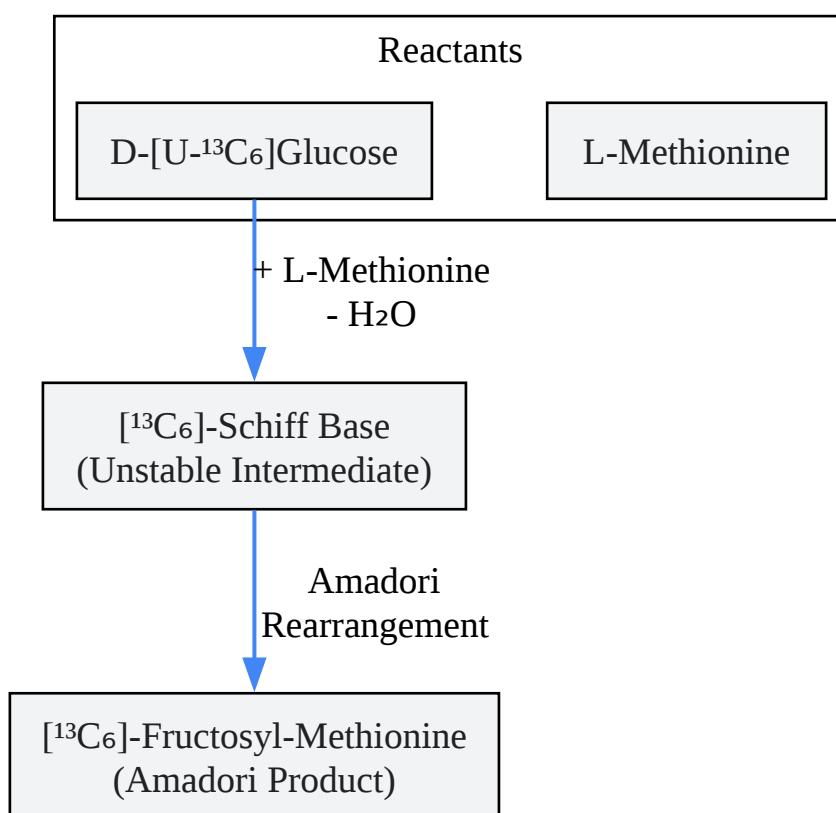 Reactants
D-[U-¹³C₆]Glucose
L-Methionine
+ L-Methionine
- H₂O
[¹³C₆]-Schiff Base
(Unstable Intermediate)
Amadori
Rearrangement
[¹³C₆]-Fructosyl-Methionine
(Amadori Product)